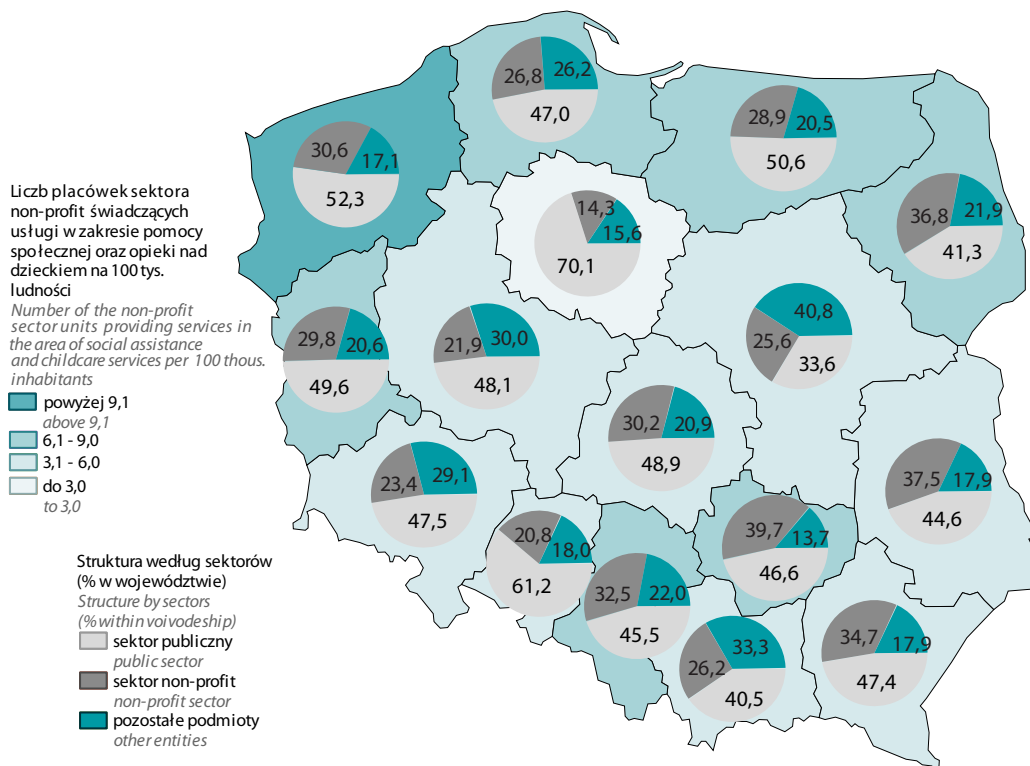 26,8 26,2
47,0
28,9 20,5
50,6
30,6 17,1
52,3
36,8 21,9
41,3
14,3 15,6
70,1
Liczb placówek sektora
non-profit świadczących
usługi w zakresie pomocy
społecznej oraz opieki nad
dzieckiem na 100 tys.
ludności
Number of the non-profit
sector units providing services in
the area of social assistance
and childcare services per 100 thous.
inhabitants
powyżej 9,1
above 9,1
6,1 - 9,0
3,1 - 6,0
do 3,0
to 3,0
29,8 20,6
49,6
21,9 30,0
48,1
40,8
25,6 33,6
30,2 20,9
48,9
23,4 29,1
47,5
37,5 17,9
44,6
20,8 18,0
61,2
39,7 13,7
46,6
32,5 22,0
45,5
33,3
26,2
40,5
34,7 17,9
47,4
Struktura według sektorów
(% w województwie)
Structure by sectors
(% within voivodeship)
sektor publiczny
public sector
sektor non-profit
non-profit sector
pozostałe podmioty
other entities